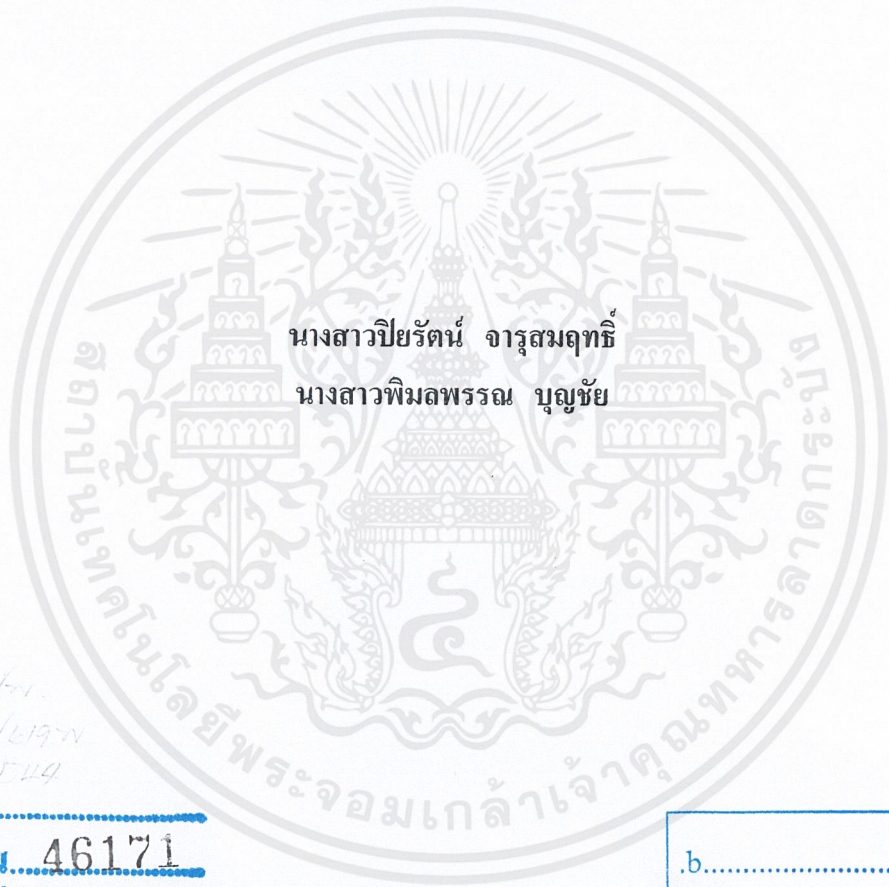 นางสาวปิยรัตน์ จารุสมฤทธิ์
นางสาวพิมลพรรณ บุญชัย
สถาบันเทคโนโลยีพระจอมเกล้าเจ้าคุณทหารลาดกระบัง
น.....46171
.b.....